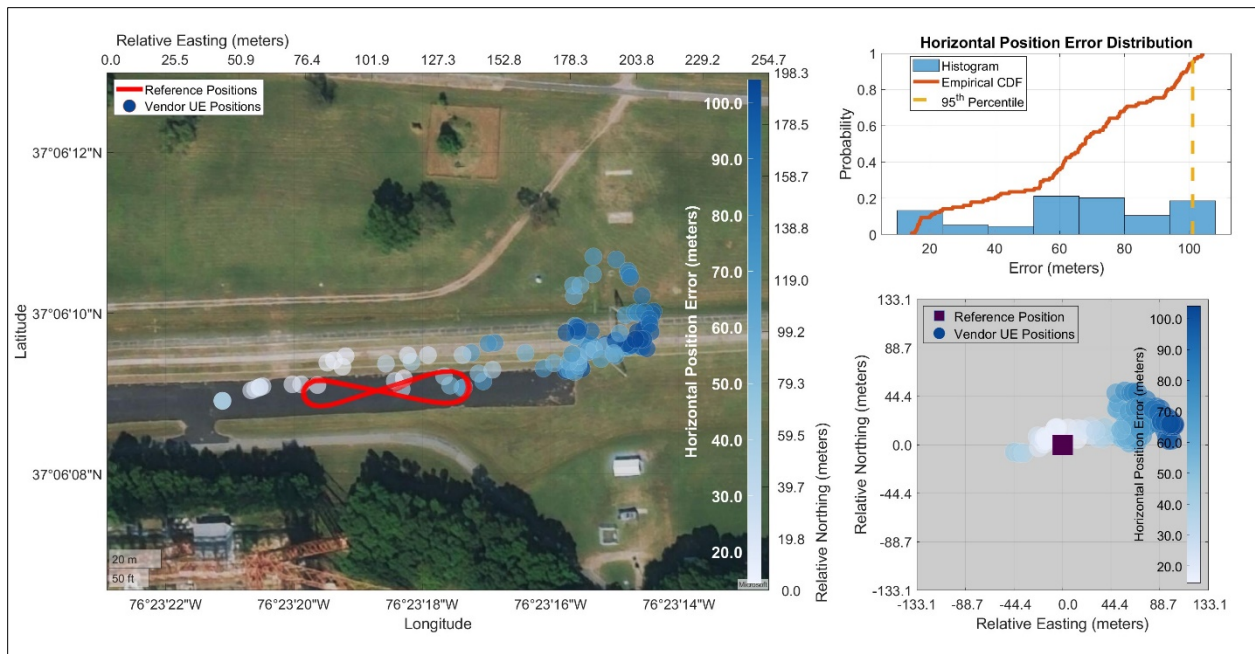 Relative Easting (meters)
0.0 25.5 50.9 76.4 101.9 127.3 152.8 178.3 203.8 229.2 254.7
Reference Positions
Vendor UE Positions
37°06'12"N
37°06'10"N
37°06'08"N
Latitude
76°23'22"W 76°23'20"W 76°23'18"W 76°23'16"W 76°23'14"W
Longitude
20 m
50 ft
Microsoft
Horizontal Position Error (meters)
100.0
90.0
80.0
70.0
60.0
50.0
40.0
30.0
20.0
198.3
178.5
158.7
138.8
119.0
99.2
79.3
59.5
39.7
19.8
0.0
Relative Northing (meters)
Horizontal Position Error Distribution
Histogram
Empirical CDF
95th Percentile
Probability
1
0.8
0.6
0.4
0.2
0
20 40 60 80 100
Error (meters)
Reference Position
Vendor UE Positions
Relative Northing (meters)
133.1
88.7
44.4
0.0
-44.4
-88.7
-133.1
-133.1 -88.7 -44.4 0.0 44.4 88.7 133.1
Relative Easting (meters)
Horizontal Position Error (meters)
100.0
90.0
80.0
70.0
60.0
50.0
40.0
30.0
20.0